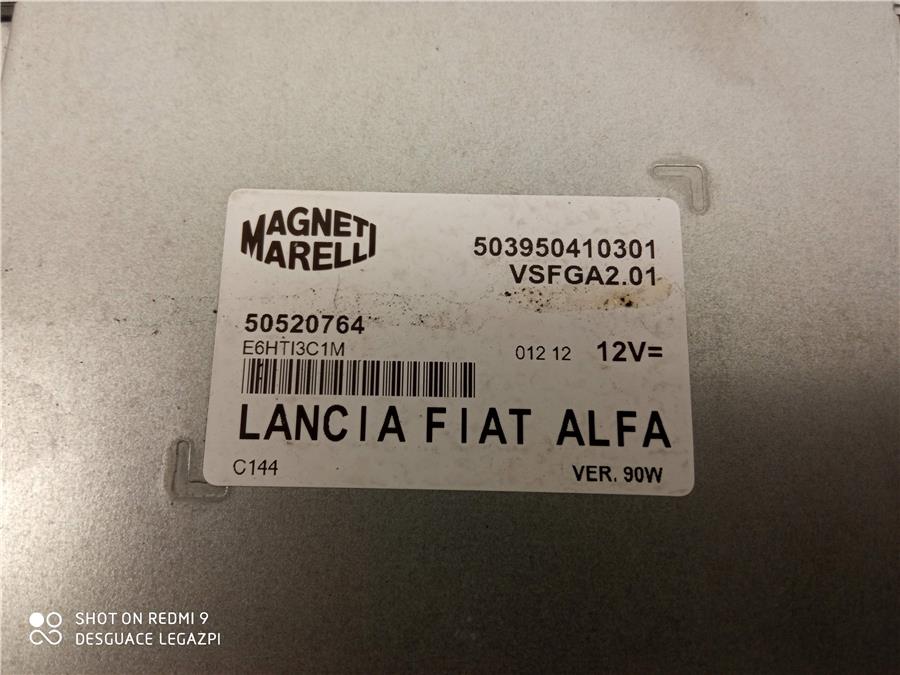 MAGNETI
MARELLI
503950410301
VSFGA2.01
50520764
E6HTI3C1M
012 12 12V=
LANCIA FIAT ALFA
C144
VER. 90W
SHOT ON REDMI 9
DESGUACE LEGAZPI